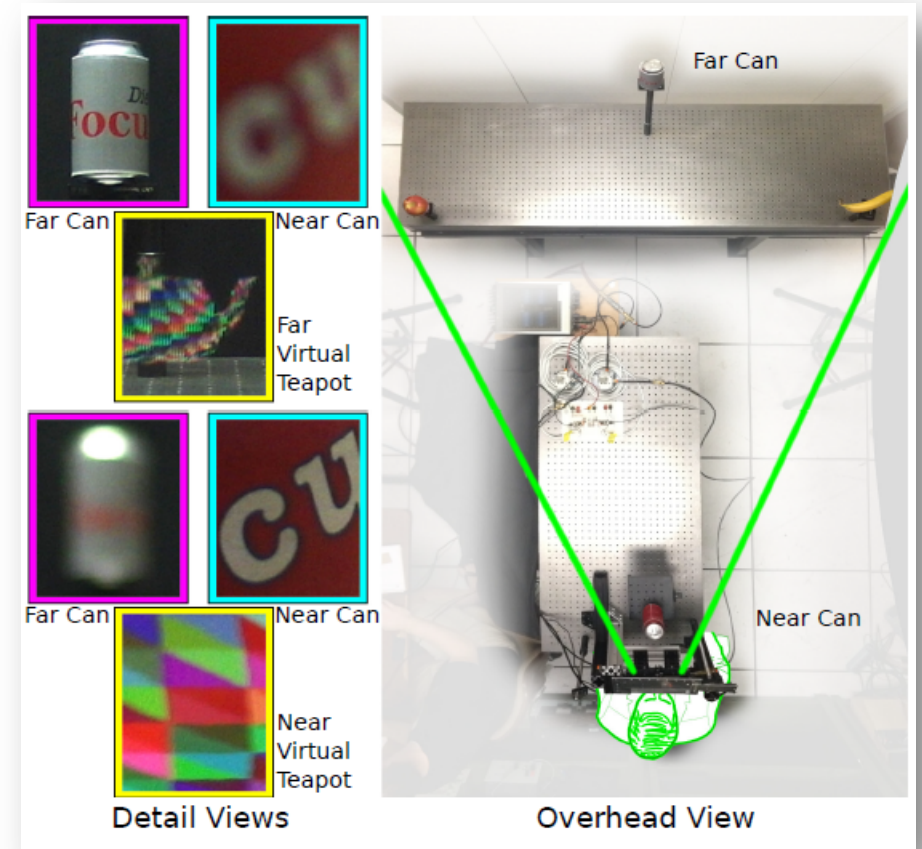 Di
Focu
cu
Far Can
Near Can
Far
Virtual
Teapot
cu
Far Can
Near Can
Near
Virtual
Teapot
Detail Views
Far Can
Near Can
Overhead View